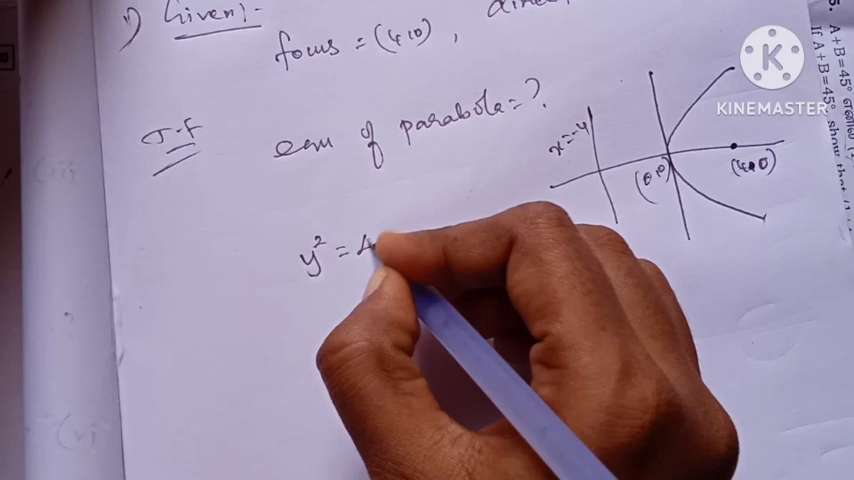 1) Given:-
focus = (4,0),
T.F
eqn of parabola = ?
x=-4
(0,0)
(4,0)
y² = 4
KINEMASTER
5. A+B=45°
If A+B=45° show that (1